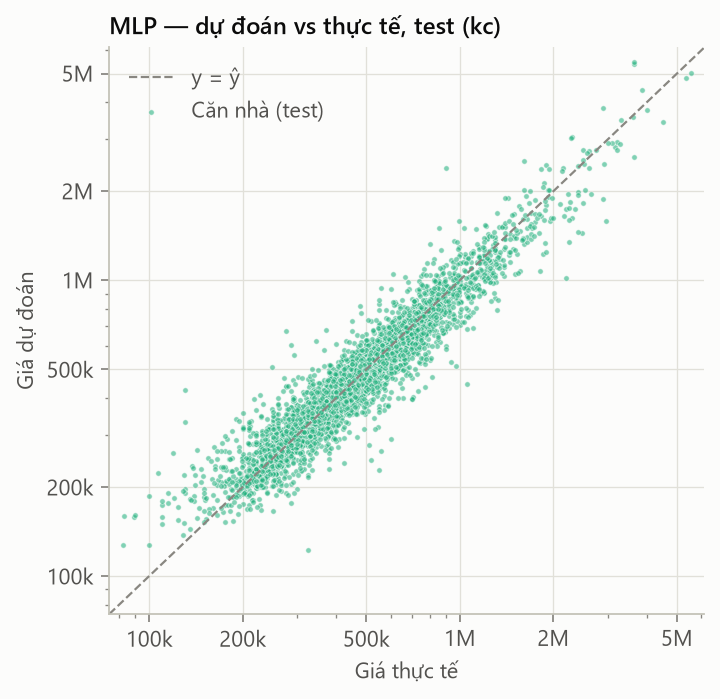 MLP — dự đoán vs thực tế, test (kc)
y = ŷ
Căn nhà (test)
Giá dự đoán
5M
2M
1M
500k
200k
100k
100k 200k 500k 1M 2M 5M
Giá thực tế